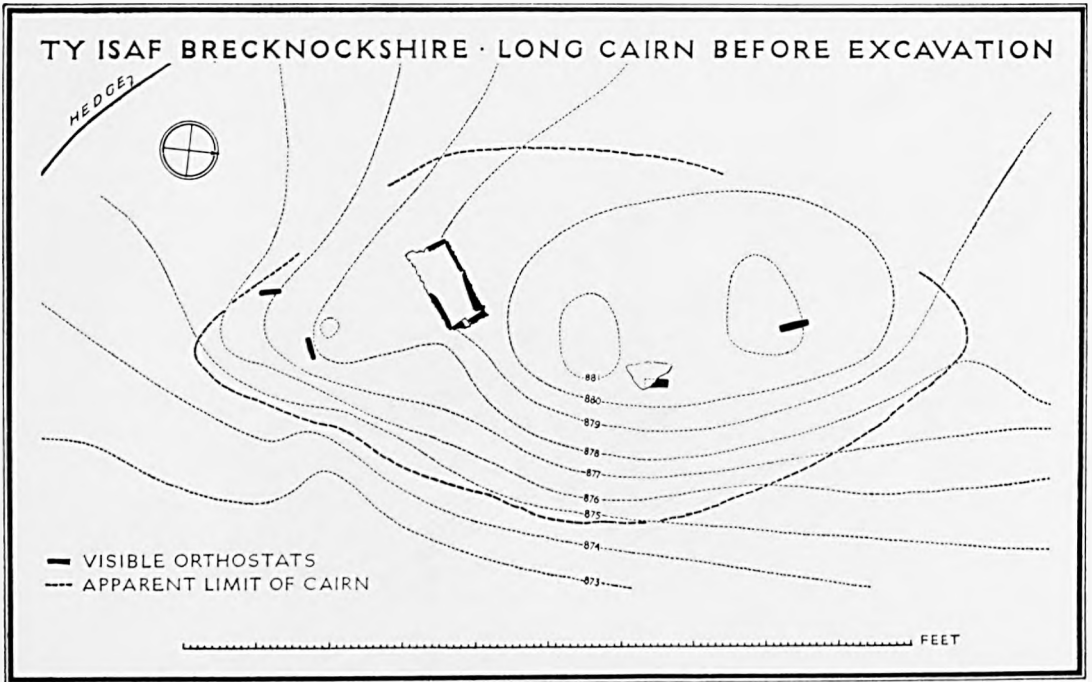 TY ISAF BRECKNOCKSHIRE · LONG CAIRN BEFORE EXCAVATION
HEDGE
881
880
879
878
877
876
875
874
873
VISIBLE ORTHOSTATS
APPARENT LIMIT OF CAIRN
FEET